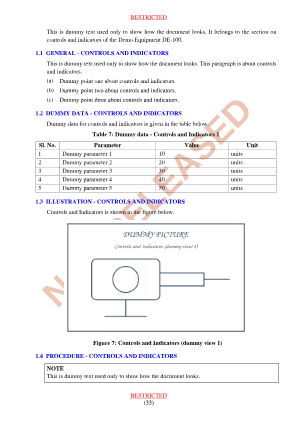 RESTRICTED
This is dummy text used only to show how the document looks. It belongs to the section on
controls and indicators of the Demo Equipment DE-100.
1.1 GENERAL - CONTROLS AND INDICATORS
This is dummy text used only to show how the document looks. This paragraph is about controls
and indicators.
(a) Dummy point one about controls and indicators.
(b) Dummy point two about controls and indicators.
(c) Dummy point three about controls and indicators.
1.2 DUMMY DATA - CONTROLS AND INDICATORS
Dummy data for controls and indicators is given in the table below.
Table 7: Dummy data - Controls and Indicators 1
Sl. No. Parameter Value Unit
1 Dummy parameter 1 10 units
2 Dummy parameter 2 20 units
3 Dummy parameter 3 30 units
4 Dummy parameter 4 40 units
5 Dummy parameter 5 50 units
1.3 ILLUSTRATION - CONTROLS AND INDICATORS
Controls and Indicators is shown in the figure below.
DUMMY PICTURE
Controls and Indicators (dummy view 1)
Figure 7: Controls and Indicators (dummy view 1)
1.4 PROCEDURE - CONTROLS AND INDICATORS
NOTE
This is dummy text used only to show how the document looks.
RESTRICTED
(33)